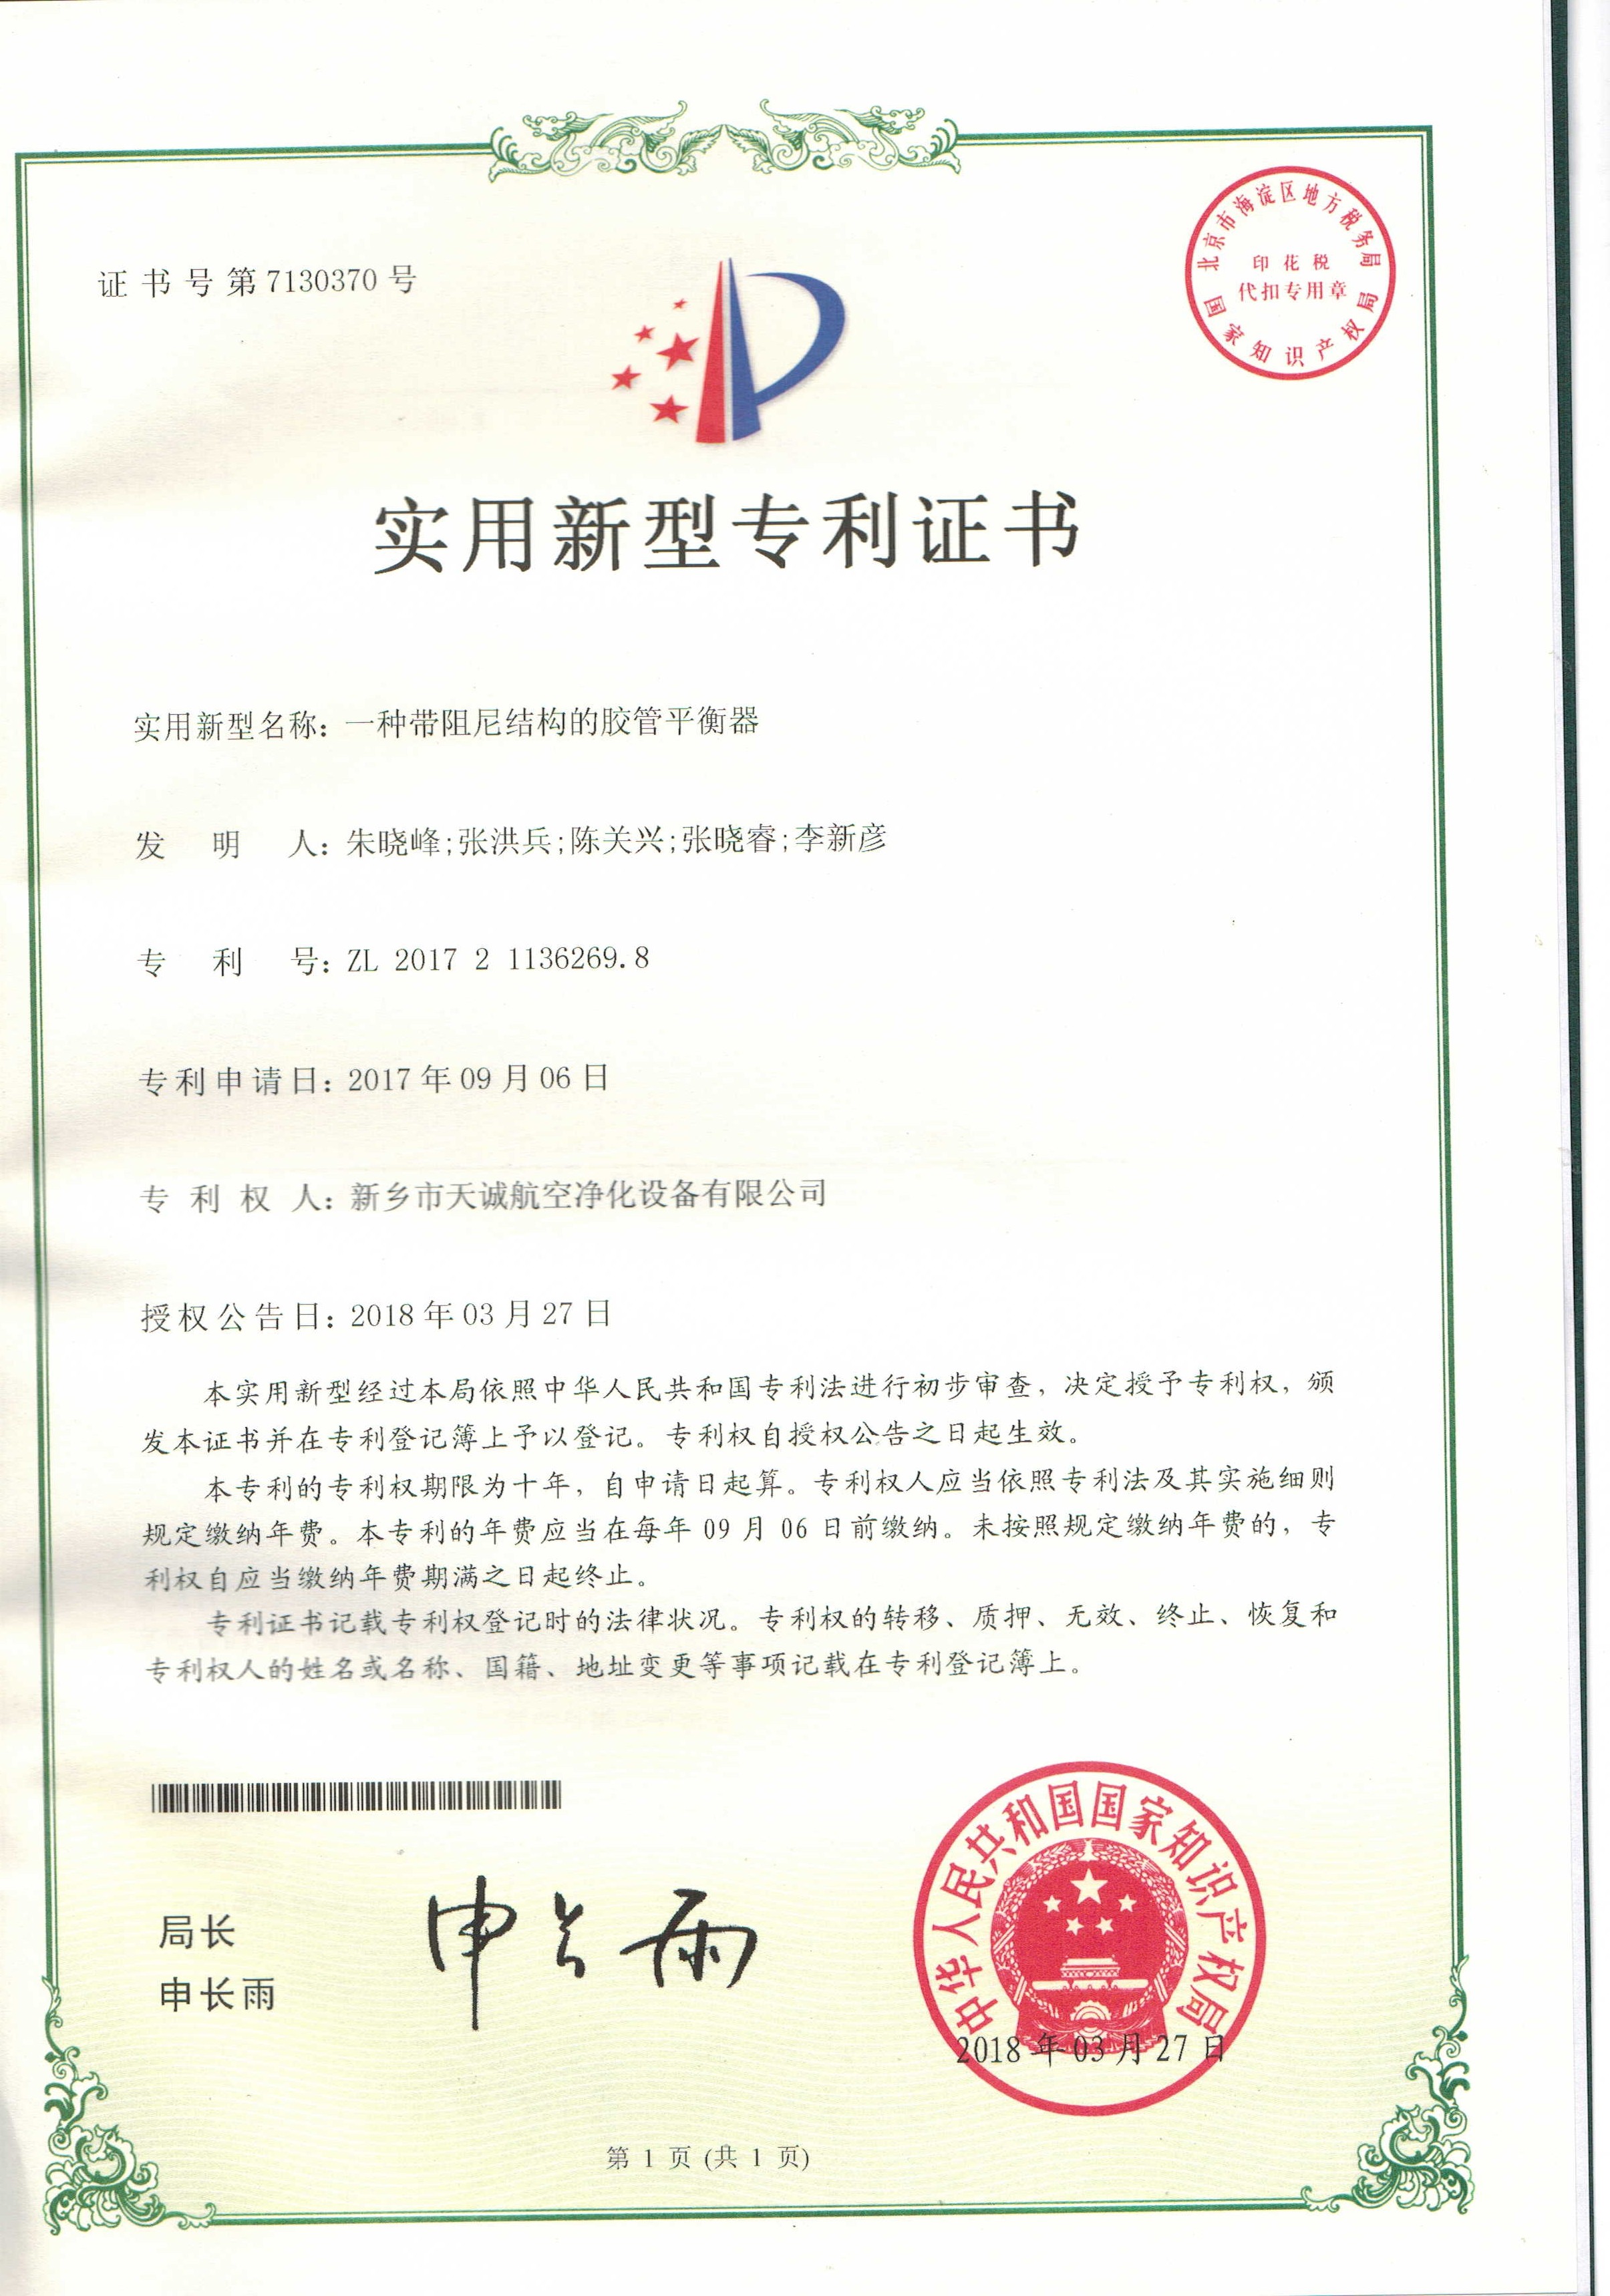 证书号第7130370号
北京市海淀区地方税务局
印花税
代扣专用章
国家知识产权局
实用新型专利证书
实用新型名称：一种带阻尼结构的胶管平衡器
发明人：朱晓峰;张洪兵;陈关兴;张晓睿;李新彦
专利号：ZL 2017 2 1136269.8
专利申请日：2017年09月06日
专利权人：新乡市天诚航空净化设备有限公司
授权公告日：2018年03月27日
本实用新型经过本局依照中华人民共和国专利法进行初步审查，决定授予专利权，颁
发本证书并在专利登记簿上予以登记。专利权自授权公告之日起生效。
本专利的专利权期限为十年，自申请日起算。专利权人应当依照专利法及其实施细则
规定缴纳年费。本专利的年费应当在每年09月06日前缴纳。未按照规定缴纳年费的，专
利权自应当缴纳年费期满之日起终止。
专利证书记载专利权登记时的法律状况。专利权的转移、质押、无效、终止、恢复和
专利权人的姓名或名称、国籍、地址变更等事项记载在专利登记簿上。
局长
申长雨
申长雨
中华人民共和国国家知识产权局
2018年03月27日
第1页(共1页)